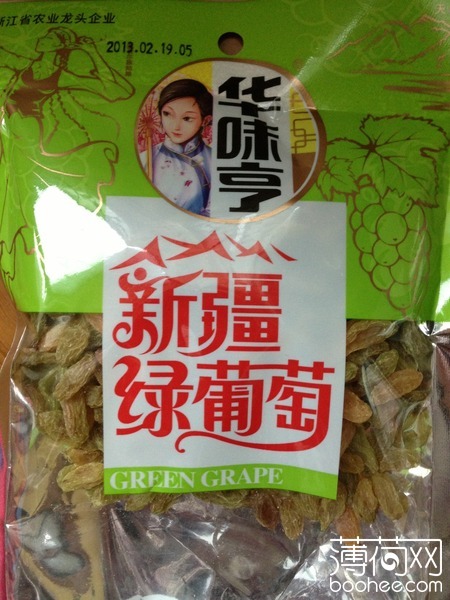 浙江省农业龙头企业
2013.02.19.05
华味亨
新疆
绿葡萄
GREEN GRAPE
薄荷网
boohee.com